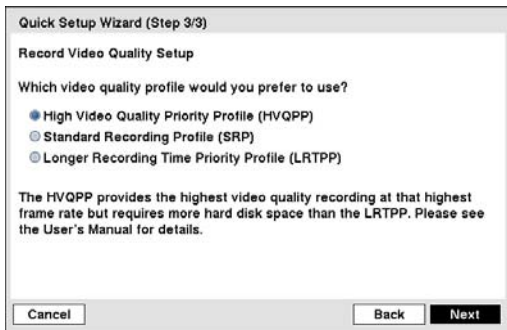 Quick Setup Wizard (Step 3/3)
Record Video Quality Setup
Which video quality profile would you prefer to use?
High Video Quality Priority Profile (HVQPP)
Standard Recording Profile (SRP)
Longer Recording Time Priority Profile (LRTPP)
The HVQPP provides the highest video quality recording at that highest
frame rate but requires more hard disk space than the LRTPP. Please see
the User's Manual for details.
Cancel
Back
Next